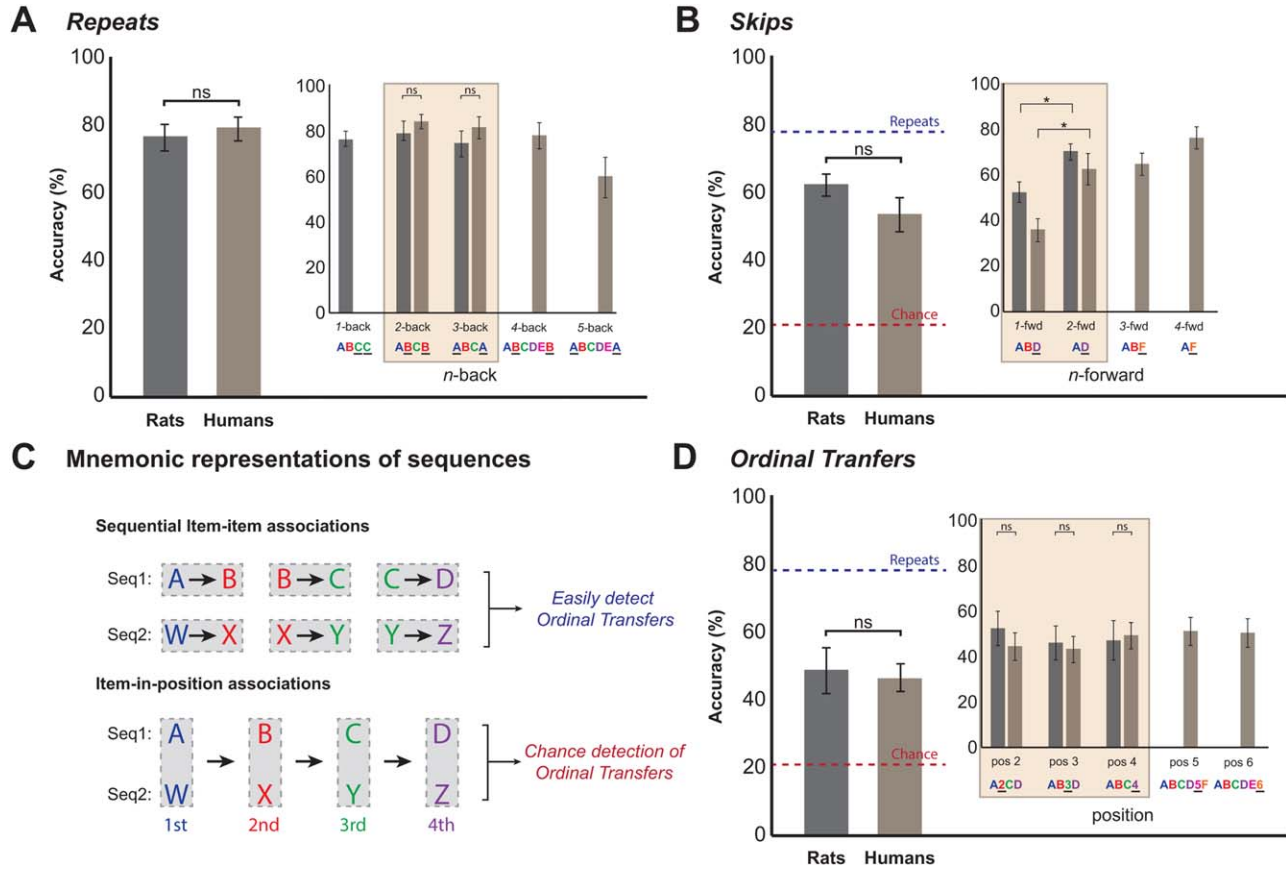 A Repeats
Accuracy (%)
100
80
60
40
20
0
ns
Rats Humans
100
80
60
40
20
0
ns ns
1-back 2-back 3-back 4-back 5-back
ABCC ABCB ABCA ABCDEB ABCDEA
n-back
B Skips
Accuracy (%)
100
80
60
40
20
0
Repeats
ns
Chance
Rats Humans
100
80
60
40
20
0
* *
1-fwd 2-fwd 3-fwd 4-fwd
ABD AD ABF AF
n-forward
C Mnemonic representations of sequences
Sequential Item-item associations
Seq1: A B B C C D
Seq2: W X X Y Y Z
Easily detect
Ordinal Transfers
Item-in-position associations
Seq1: A B C D
Seq2: W X Y Z
1st 2nd 3rd 4th
Chance detection of
Ordinal Transfers
D Ordinal Tranfers
Accuracy (%)
100
80
60
40
20
0
Repeats
ns
Chance
Rats Humans
100
80
60
40
20
0
ns ns ns
pos 2 pos 3 pos 4 pos 5 pos 6
A2CD AB3D ABC4 ABCD5F ABCDE6
position